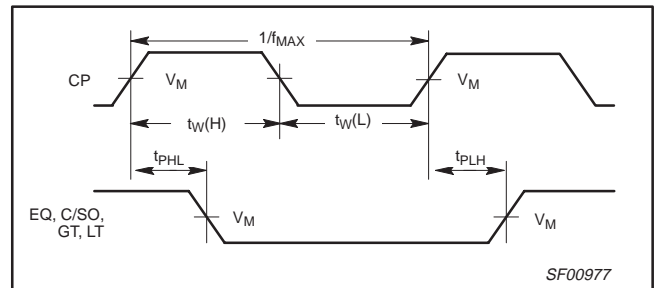 1/fMAX
CP
VM
VM
tW(H)
tW(L)
tPHL
tPLH
EQ, C/SO,
GT, LT
VM
VM
SF00977